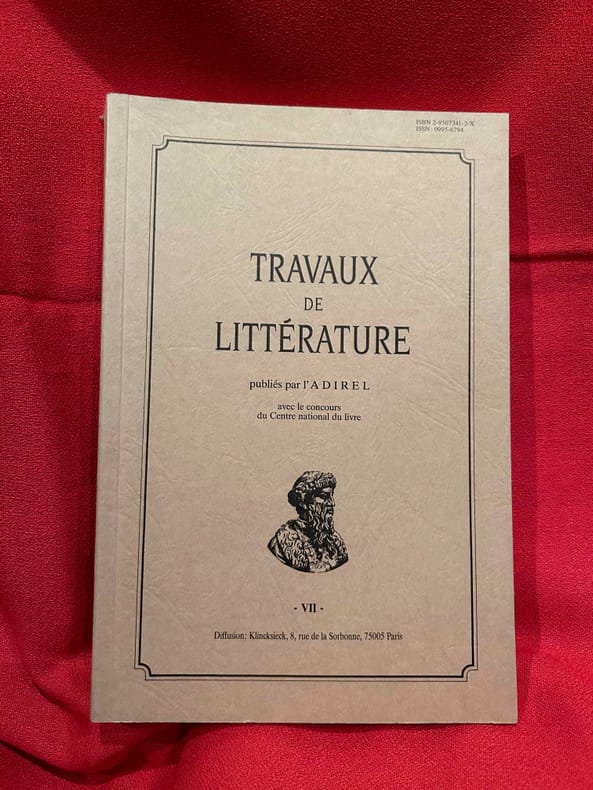 ISBN 2-9507341-2-X
ISSN : 0995-6794
TRAVAUX
DE
LITTÉRATURE
publiés par l'ADIREL
avec le concours
du Centre national du livre
- VII -
Diffusion: Klincksieck, 8, rue de la Sorbonne, 75005 Paris